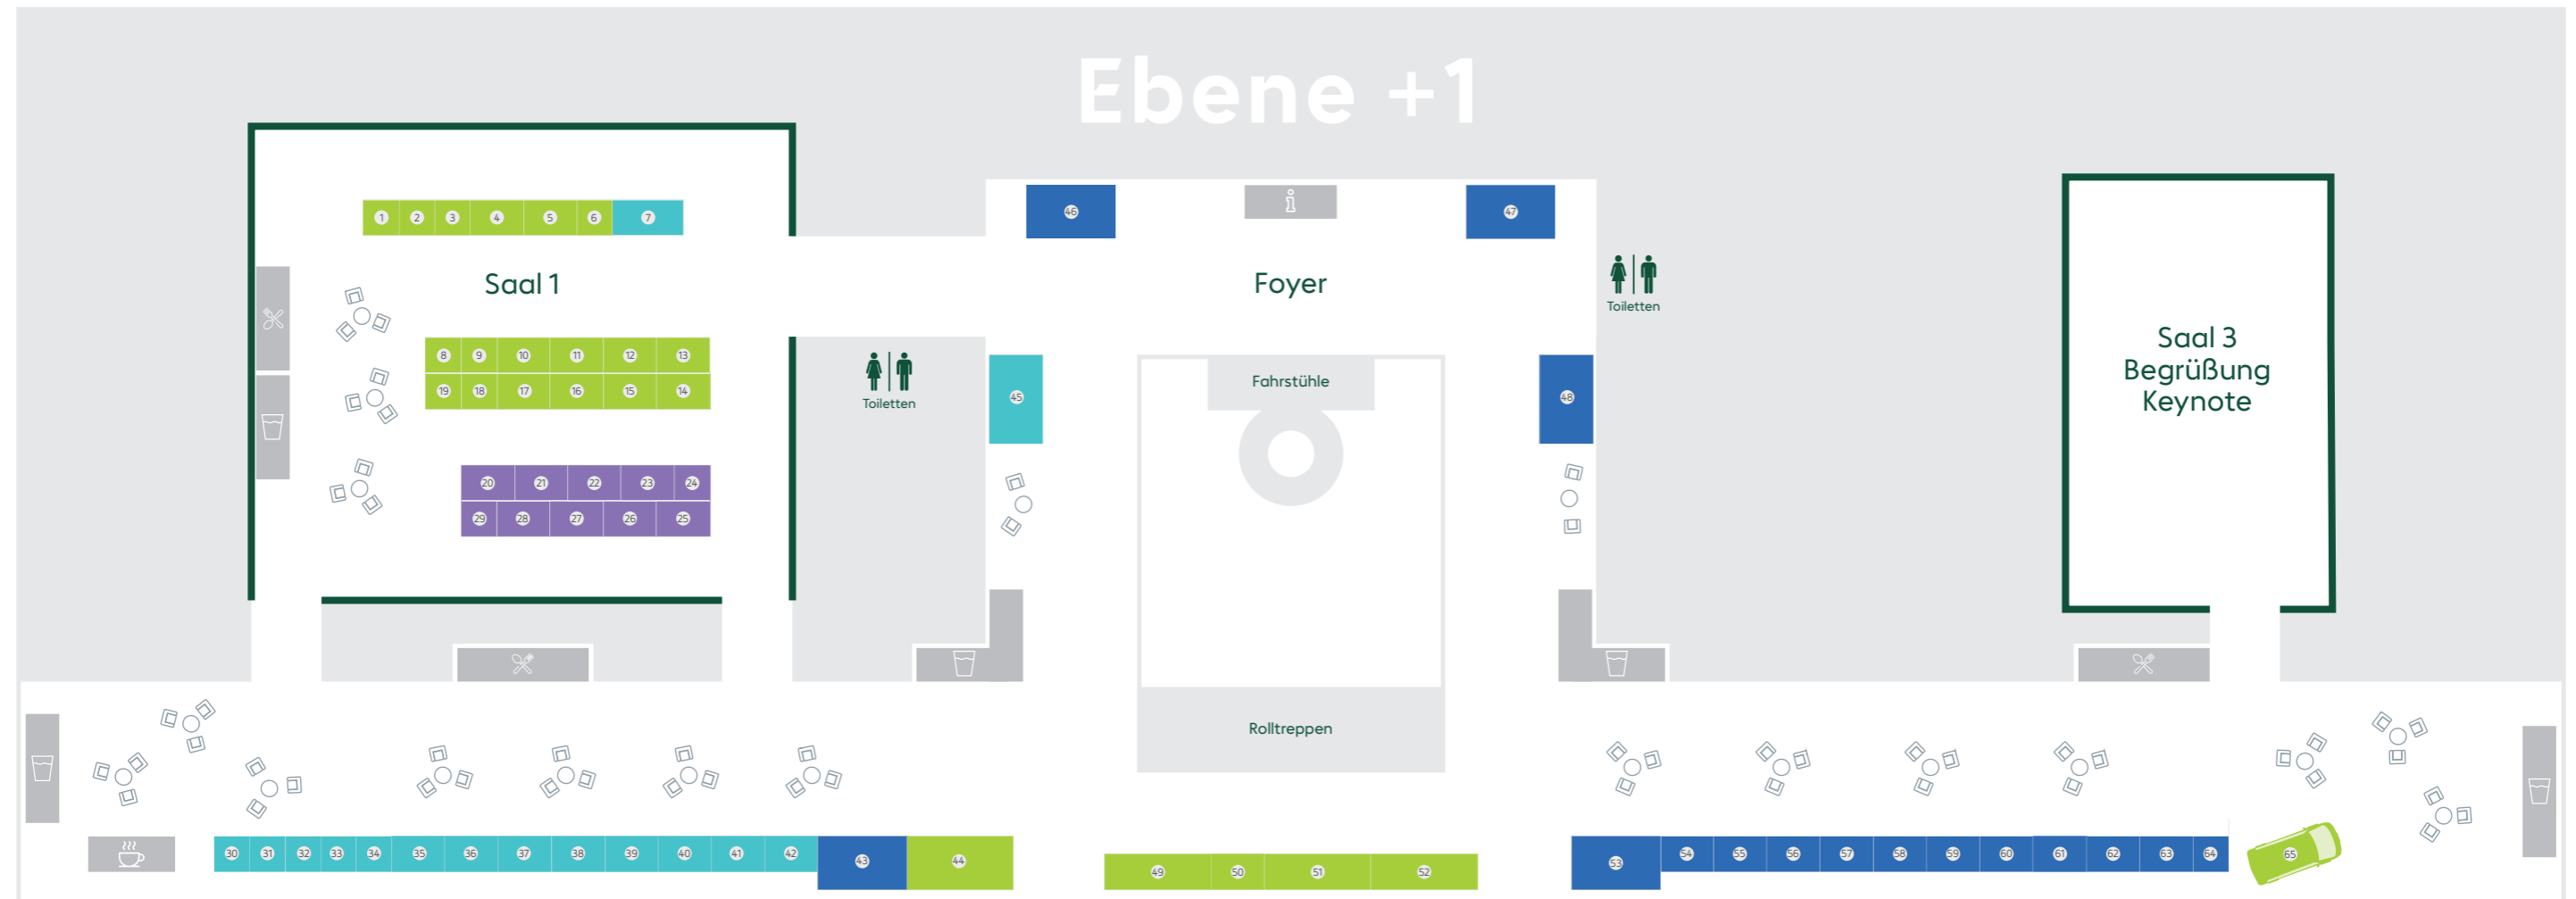 Ebene +1
1 2 3 4 5 6 7
46 i 47
Saal 1
Foyer
Toiletten
8 9 10 11 12 13
19 18 17 16 15 14
Toiletten
45
Fahrstühle
48
Saal 3
Begrüßung
Keynote
20 21 22 23 24
29 28 27 26 25
Rolltreppen
30 31 32 33 34 35 36 37 38 39 40 41 42 43 44
49 50 51 52
53 54 55 56 57 58 59 60 61 62 63 64 65